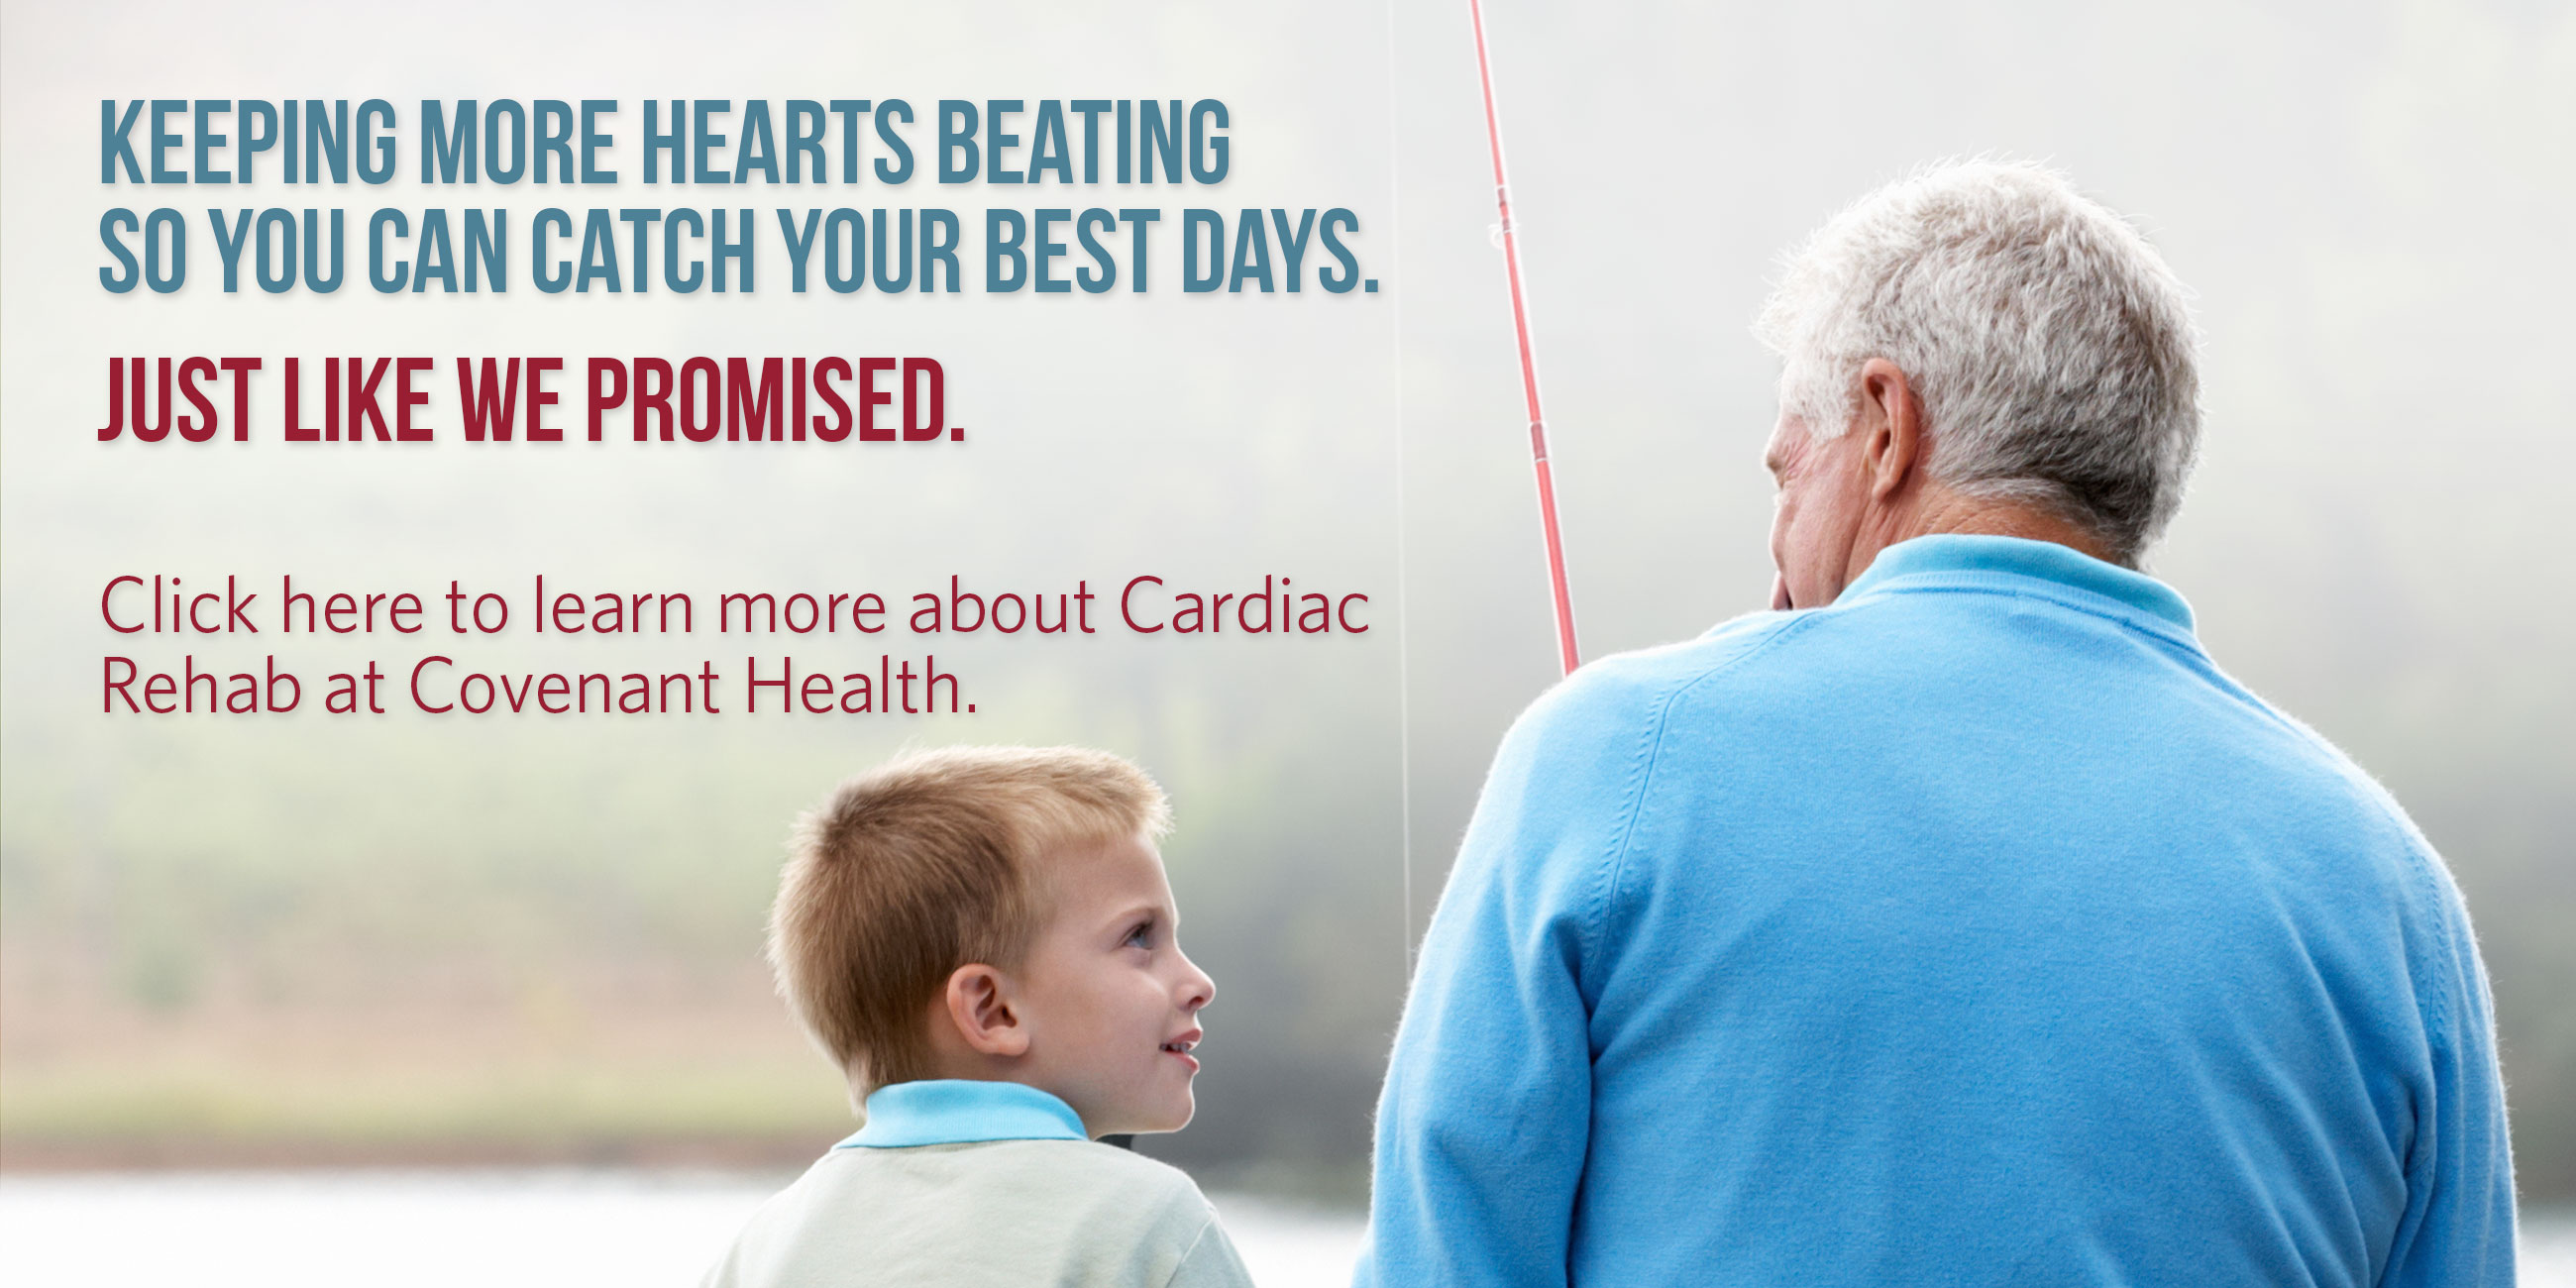 KEEPING MORE HEARTS BEATING
SO YOU CAN CATCH YOUR BEST DAYS.
JUST LIKE WE PROMISED.
Click here to learn more about Cardiac
Rehab at Covenant Health.